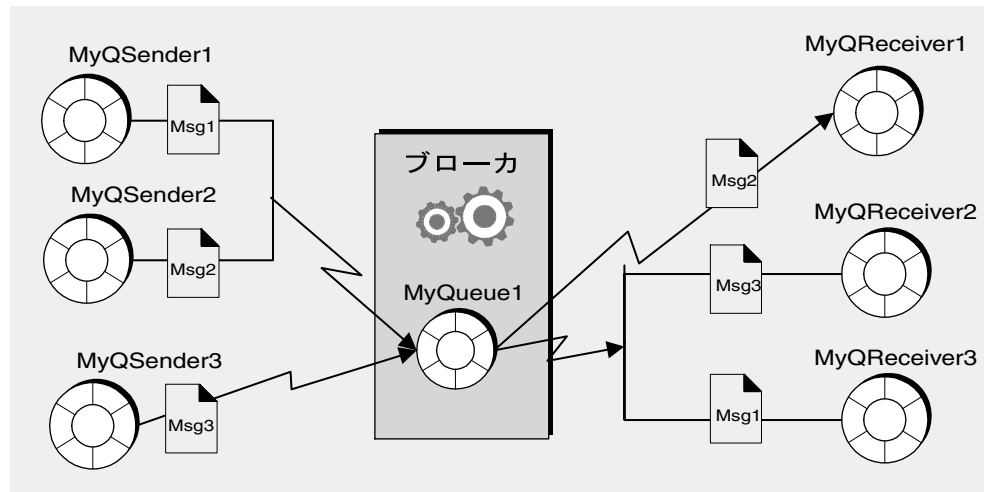 MyQSender1
Msg1
MyQSender2
Msg2
MyQSender3
Msg3
ブローカ
MyQueue1
MyQReceiver1
Msg2
MyQReceiver2
Msg3
MyQReceiver3
Msg1